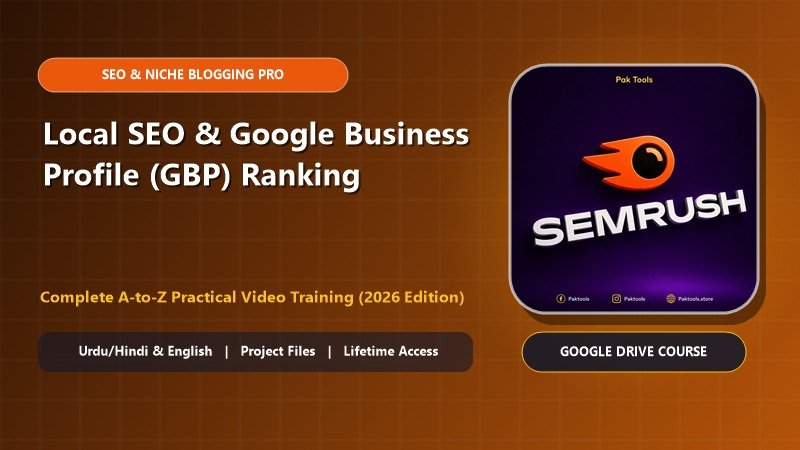 SEO & NICHE BLOGGING PRO
Local SEO & Google Business
Profile (GBP) Ranking
Complete A-to-Z Practical Video Training (2026 Edition)
Urdu/Hindi & English | Project Files | Lifetime Access
Pak Tools
SEMRUSH
Paktools Paktools Paktools.store
GOOGLE DRIVE COURSE